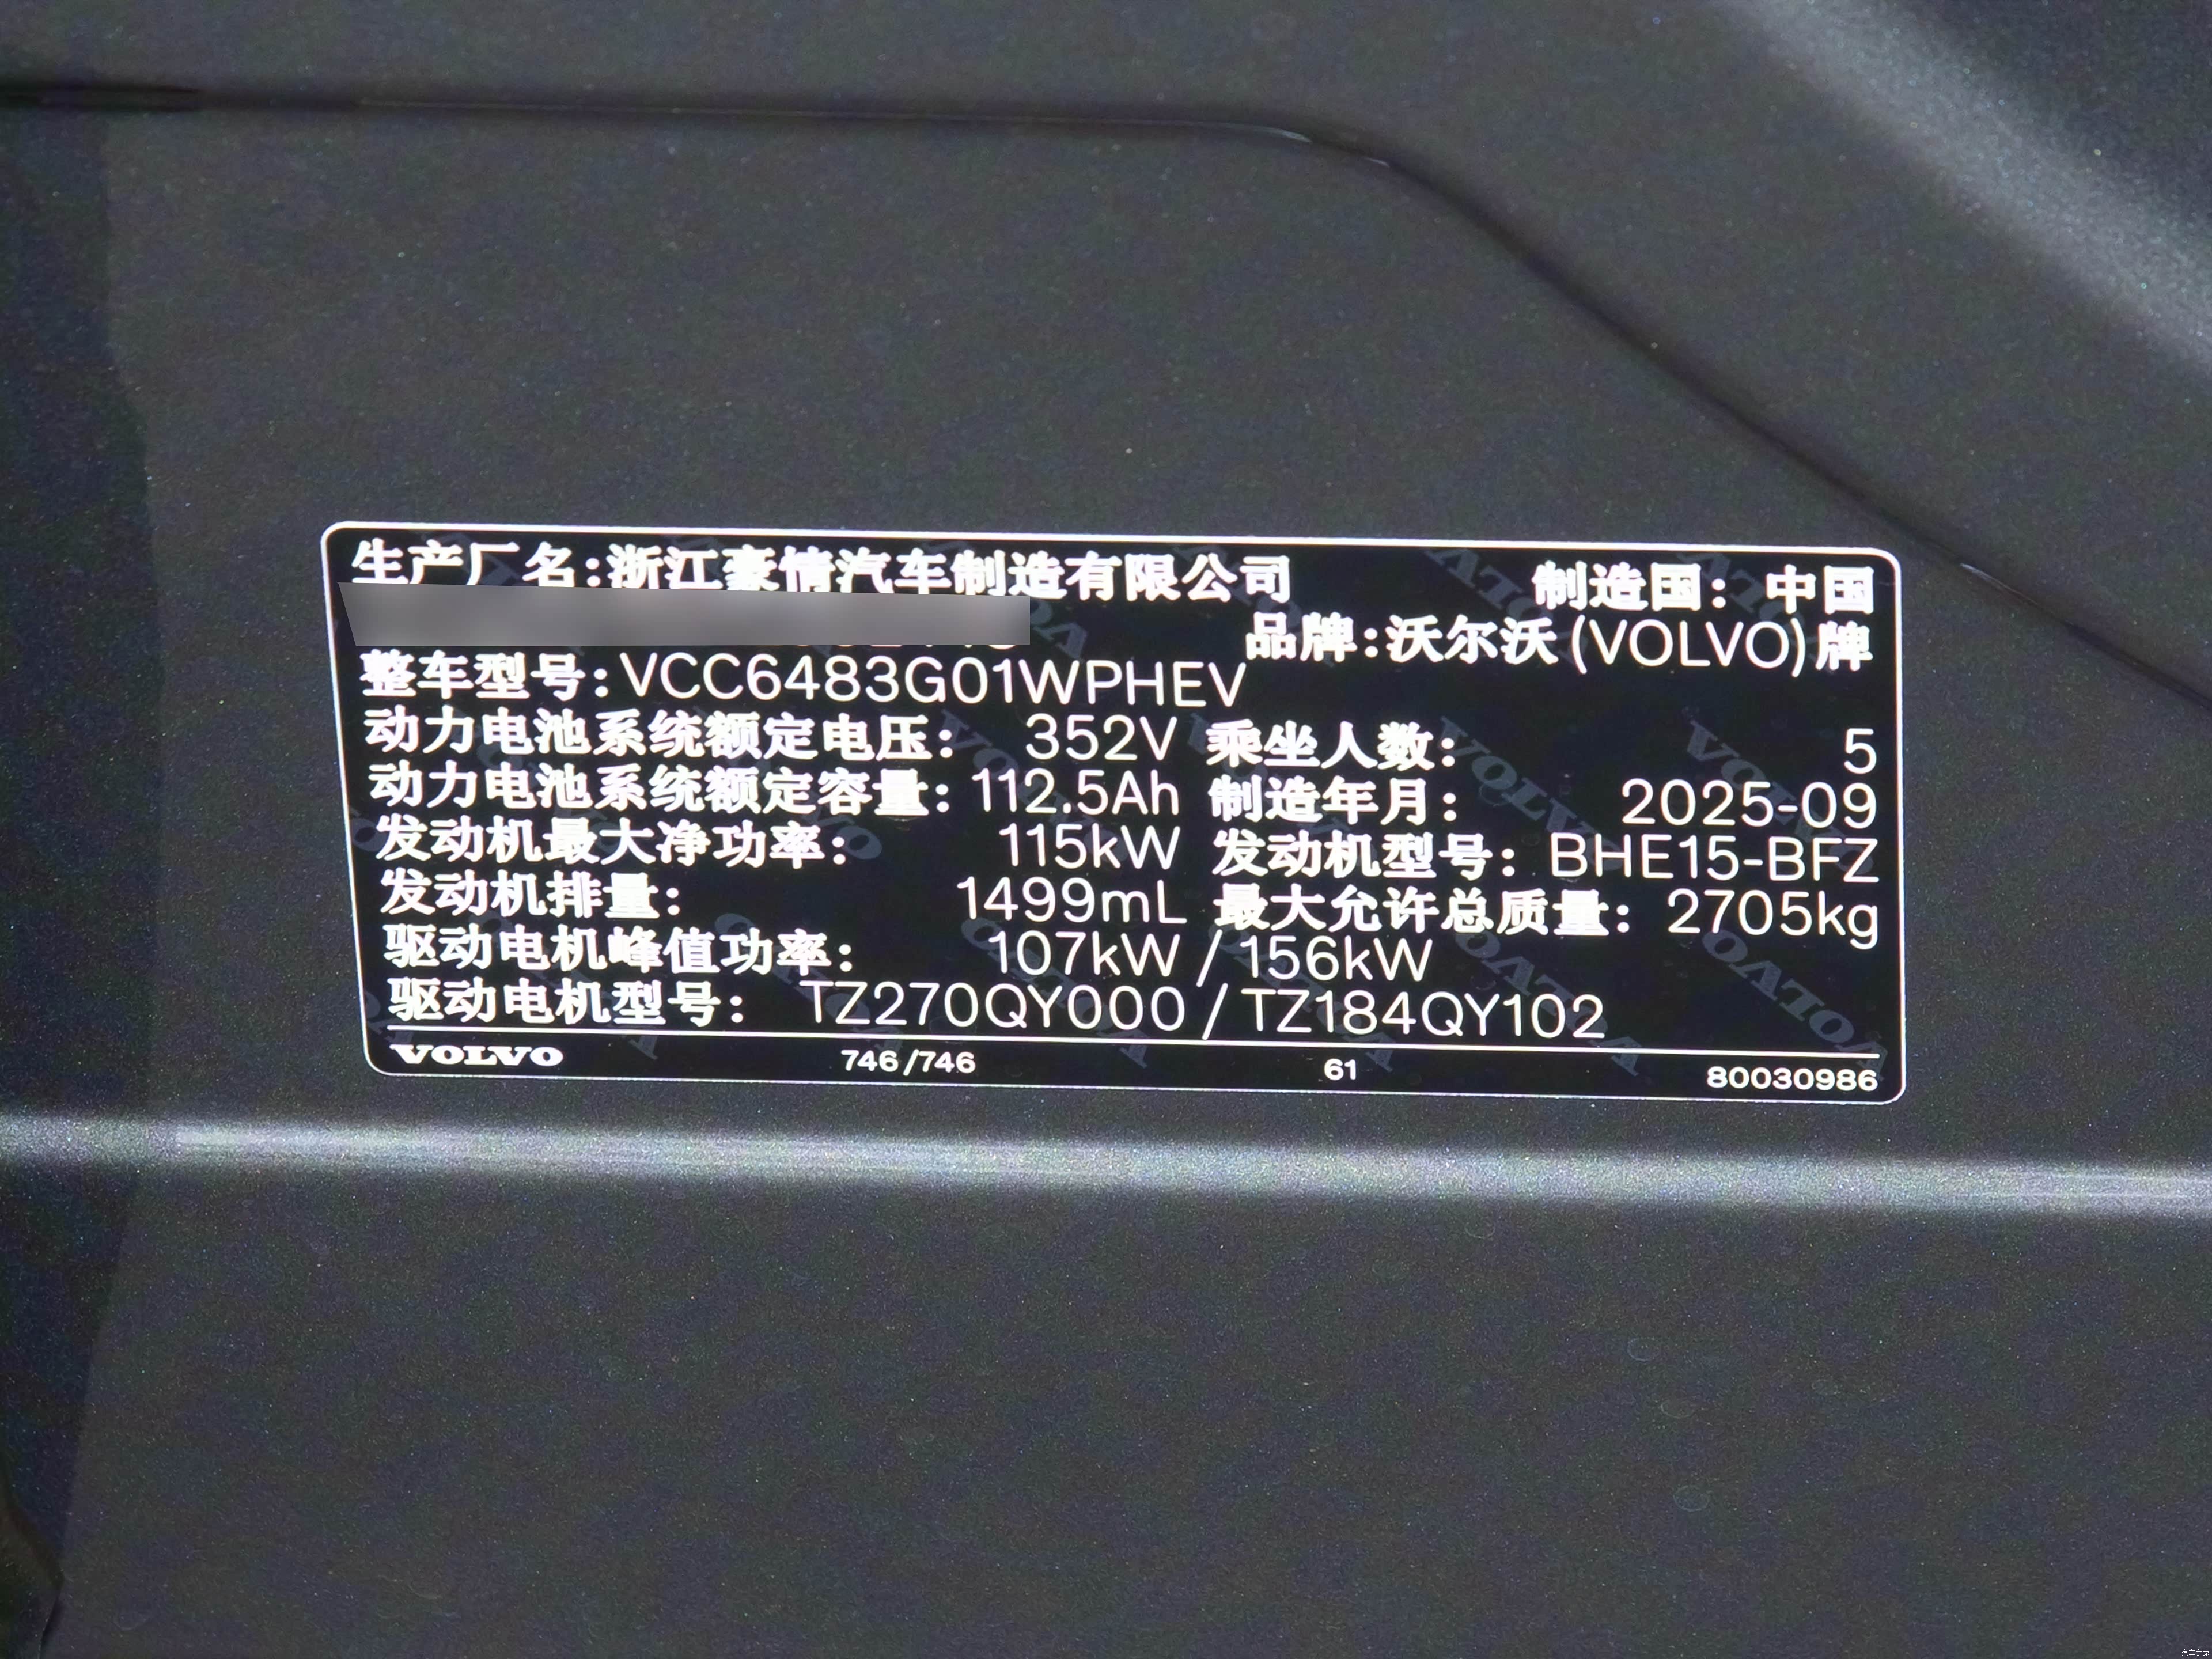 生产厂名:浙江豪情汽车制造有限公司 制造国: 中国
品牌:沃尔沃(VOLVO)牌
整车型号:VCC6483G01WPHEV
动力电池系统额定电压: 352V 乘坐人数: 5
动力电池系统额定容量: 112.5Ah 制造年月: 2025-09
发动机最大净功率: 115kW 发动机型号: BHE15-BFZ
发动机排量: 1499mL 最大允许总质量: 2705kg
驱动电机峰值功率: 107kW / 156kW
驱动电机型号: TZ270QY000 / TZ184QY102
VOLVO 746/746 61 80030986
汽车之家